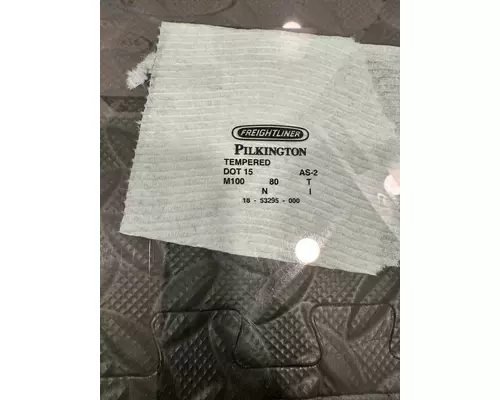 FREIGHTLINER
PILKINGTON
TEMPERED
DOT 15 AS-2
M100 80 T
N I
18 - 53295 - 000